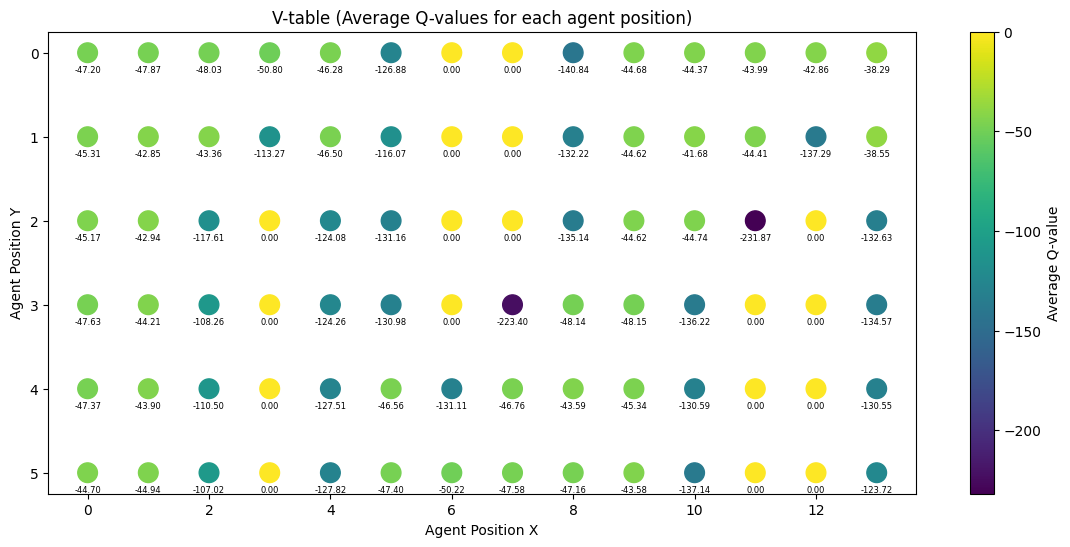 V-table (Average Q-values for each agent position)
0
-47.20 -47.87 -48.03 -50.80 -46.28 -126.88 0.00 0.00 -140.84 -44.68 -44.37 -43.99 -42.86 -38.29
1
-45.31 -42.85 -43.36 -113.27 -46.50 -116.07 0.00 0.00 -132.22 -44.62 -41.68 -44.41 -137.29 -38.55
2
-45.17 -42.94 -117.61 0.00 -124.08 -131.16 0.00 0.00 -135.14 -44.62 -44.74 -231.87 0.00 -132.63
3
-47.63 -44.21 -108.26 0.00 -124.26 -130.98 0.00 -223.40 -48.14 -48.15 -136.22 0.00 0.00 -134.57
4
-47.37 -43.90 -110.50 0.00 -127.51 -46.56 -131.11 -46.76 -43.59 -45.34 -130.59 0.00 0.00 -130.55
5
-44.70 -44.94 -107.02 0.00 -127.82 -47.40 -50.22 -47.58 -47.16 -43.58 -137.14 0.00 0.00 -123.72
0 2 4 6 8 10 12
Agent Position X
Agent Position Y
0
−50
−100
−150
−200
Average Q-value